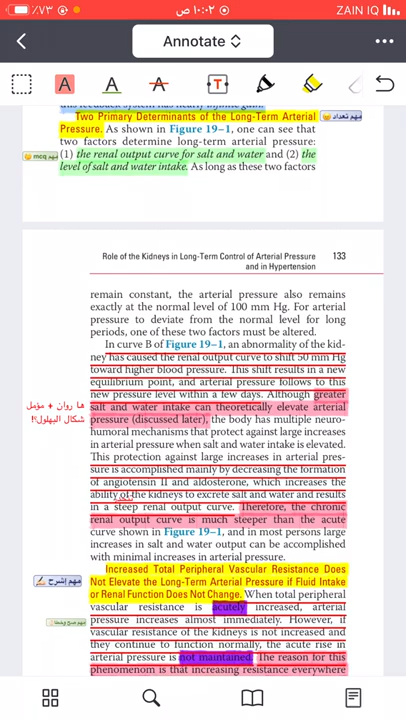 ٪٧٣ ١٠:٠٢ ص ZAIN IQ
Annotate
this feedback system has nearly infinite gain.
Two Primary Determinants of the Long-Term Arterial
Pressure. As shown in Figure 19–1, one can see that
two factors determine long-term arterial pressure:
(1) the renal output curve for salt and water and (2) the
level of salt and water intake. As long as these two factors
مهم تعداد
مهم mcq
Role of the Kidneys in Long-Term Control of Arterial Pressure 133
and in Hypertension
remain constant, the arterial pressure also remains
exactly at the normal level of 100 mm Hg. For arterial
pressure to deviate from the normal level for long
periods, one of these two factors must be altered.
In curve B of Figure 19–1, an abnormality of the kid-
ney has caused the renal output curve to shift 50 mm Hg
toward higher blood pressure. This shift results in a new
equilibrium point, and arterial pressure follows to this
new pressure level within a few days. Although greater
salt and water intake can theoretically elevate arterial
pressure (discussed later), the body has multiple neuro-
humoral mechanisms that protect against large increases
in arterial pressure when salt and water intake is elevated.
This protection against large increases in arterial pres-
sure is accomplished mainly by decreasing the formation
of angiotensin II and aldosterone, which increases the
ability of the kidneys to excrete salt and water and results
in a steep renal output curve. Therefore, the chronic
renal output curve is much steeper than the acute
curve shown in Figure 19–1, and in most persons large
increases in salt and water output can be accomplished
with minimal increases in arterial pressure.
ها روان + مؤمل
شكال البهلول؟!
Increased Total Peripheral Vascular Resistance Does
Not Elevate the Long-Term Arterial Pressure if Fluid Intake
or Renal Function Does Not Change. When total peripheral
vascular resistance is acutely increased, arterial
pressure increases almost immediately. However, if
vascular resistance of the kidneys is not increased and
they continue to function normally, the acute rise in
arterial pressure is not maintained. The reason for this
phenomenon is that increasing resistance everywhere
مهم إشرح